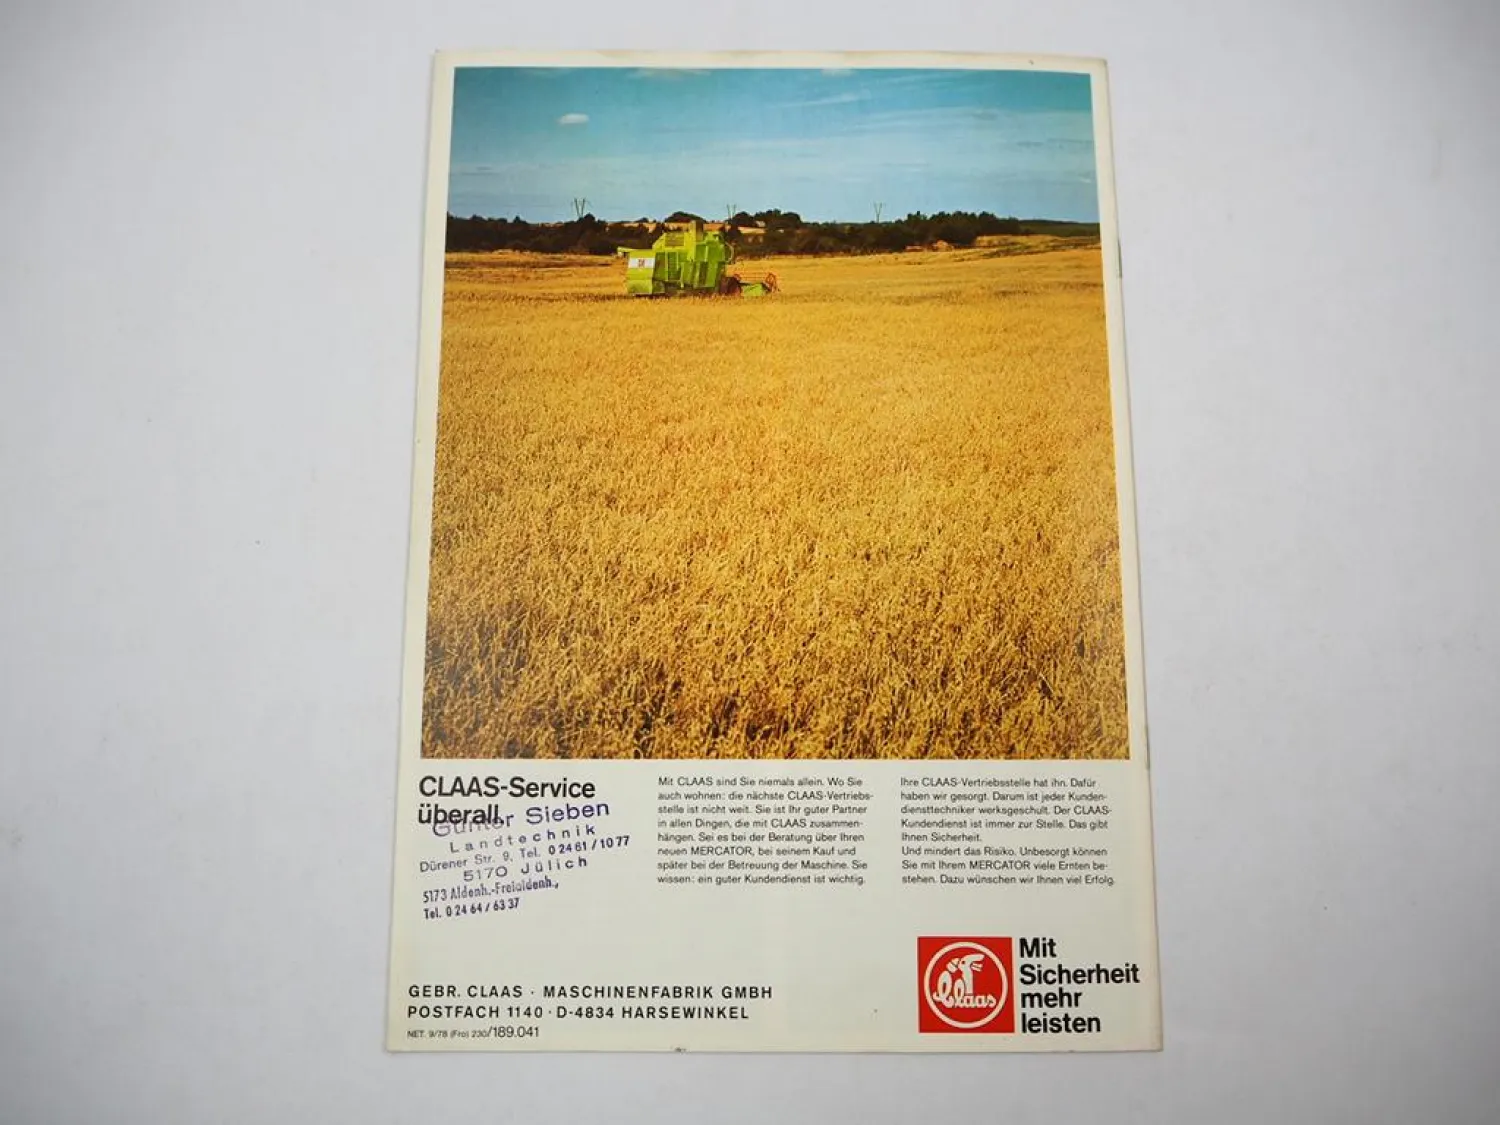 CLAAS-Service
überall.
Günter Sieben
Landtechnik
Dürener Str. 9, Tel. 02461/1077
5170 Jülich
5173 Aldenh.-Freialdenh.,
Tel. 02464/6337
Mit CLAAS sind Sie niemals allein. Wo Sie
auch wohnen: die nächste CLAAS-Vertriebs-
stelle ist nicht weit. Sie ist Ihr guter Partner
in allen Dingen, die mit CLAAS zusammen-
hängen. Sei es bei der Beratung über Ihren
neuen MERCATOR, bei seinem Kauf und
später bei der Betreuung der Maschine. Sie
wissen: ein guter Kundendienst ist wichtig.
Ihre CLAAS-Vertriebsstelle hat ihn. Dafür
haben wir gesorgt. Darum ist jeder Kunden-
diensttechniker werksgeschult. Der CLAAS-
Kundendienst ist immer zur Stelle. Das gibt
Ihnen Sicherheit.
Und mindert das Risiko. Unbesorgt können
Sie mit Ihrem MERCATOR viele Ernten be-
stehen. Dazu wünschen wir Ihnen viel Erfolg.
GEBR. CLAAS · MASCHINENFABRIK GMBH
POSTFACH 1140 · D-4834 HARSEWINKEL
NET. 9/78 (Fro) 230/189.041
Claas
Mit
Sicherheit
mehr
leisten